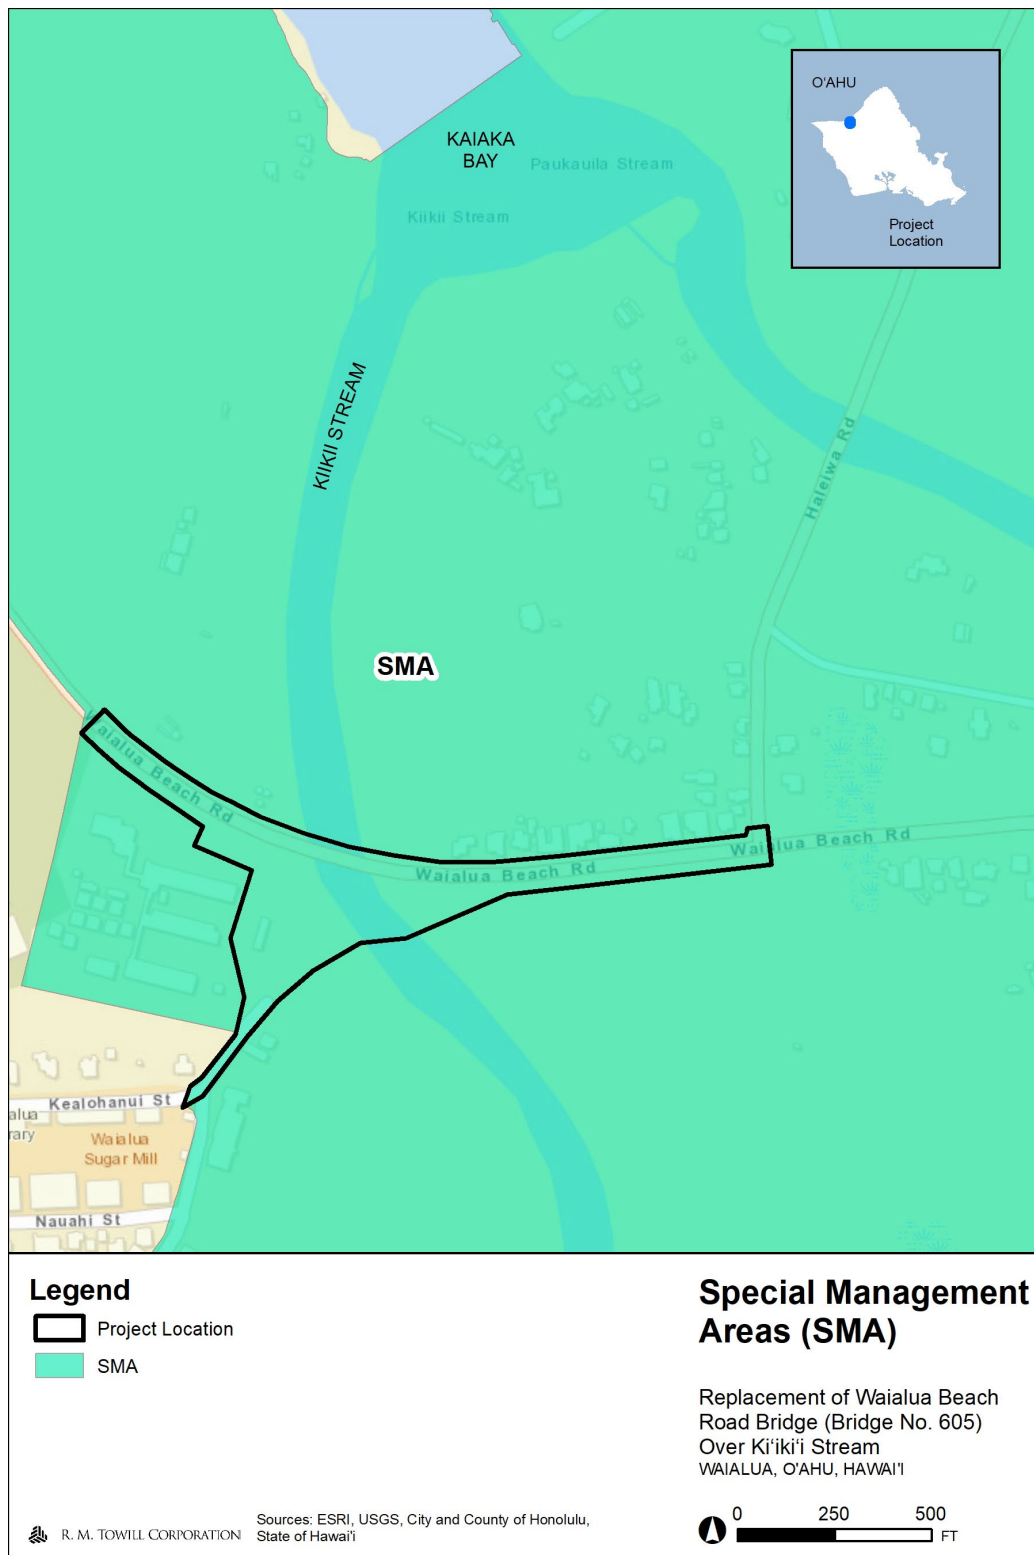 O'AHU
Project
Location
KAIAKA
BAY
Paukauila Stream
Kiikii Stream
KIIKII STREAM
Haleiwa Rd
SMA
Waialua Beach Rd
Waialua Beach Rd
Waialua Beach Rd
Kealohanui St
alua
rary
Waialua
Sugar Mill
Nauahi St
Legend
Project Location
SMA
Special Management
Areas (SMA)
Replacement of Waialua Beach
Road Bridge (Bridge No. 605)
Over Ki‘iki‘i Stream
WAIALUA, O'AHU, HAWAI'I
0 250 500
FT
R. M. TOWILL CORPORATION
Sources: ESRI, USGS, City and County of Honolulu,
State of Hawai'i